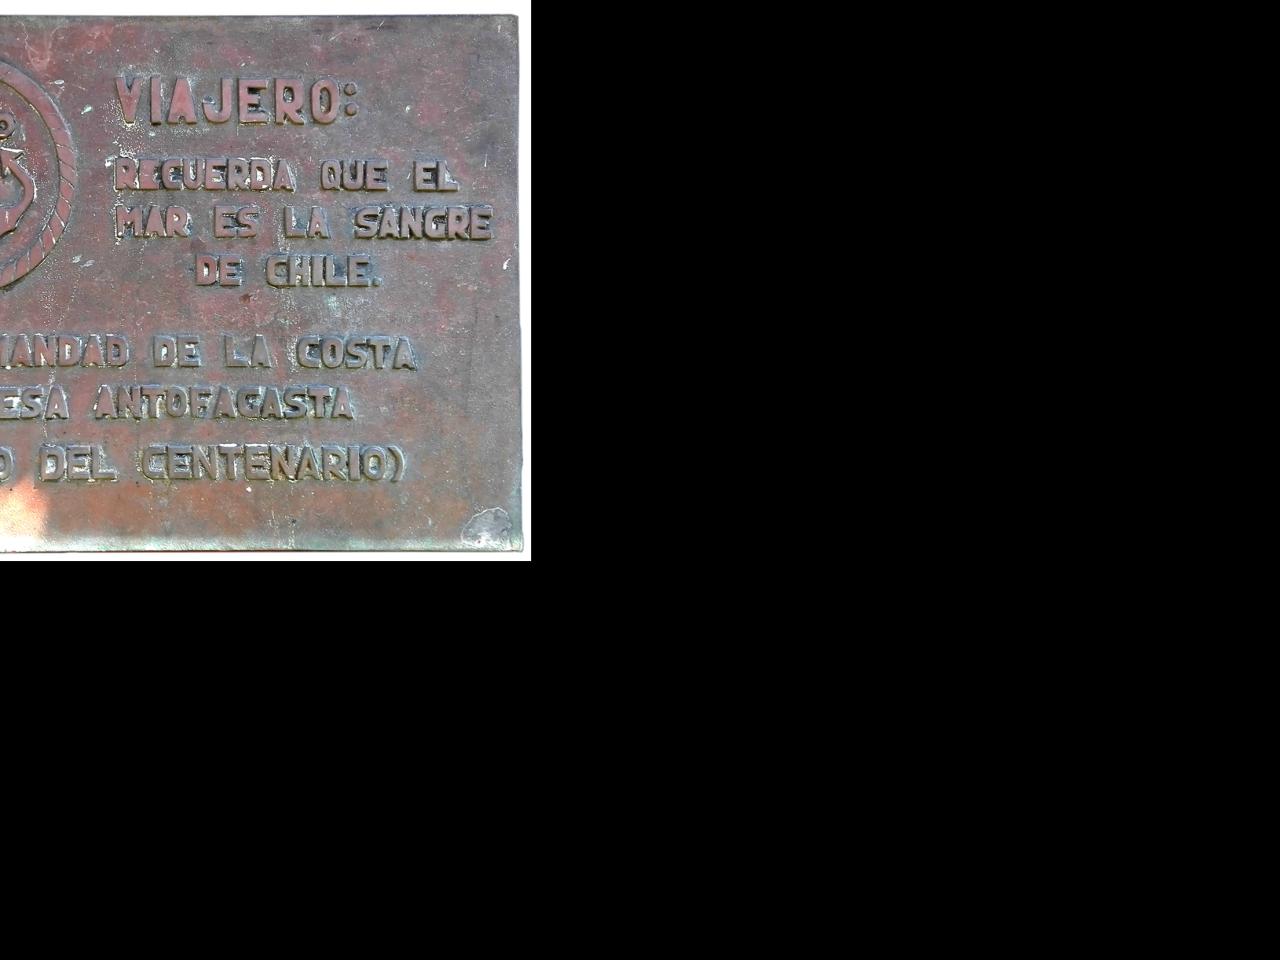 VIAJERO:
RECUERDA QUE EL
MAR ES LA SANGRE
DE CHILE.
DE LA COSTA
ANTOFAGASTA
DEL CENTENARIO)